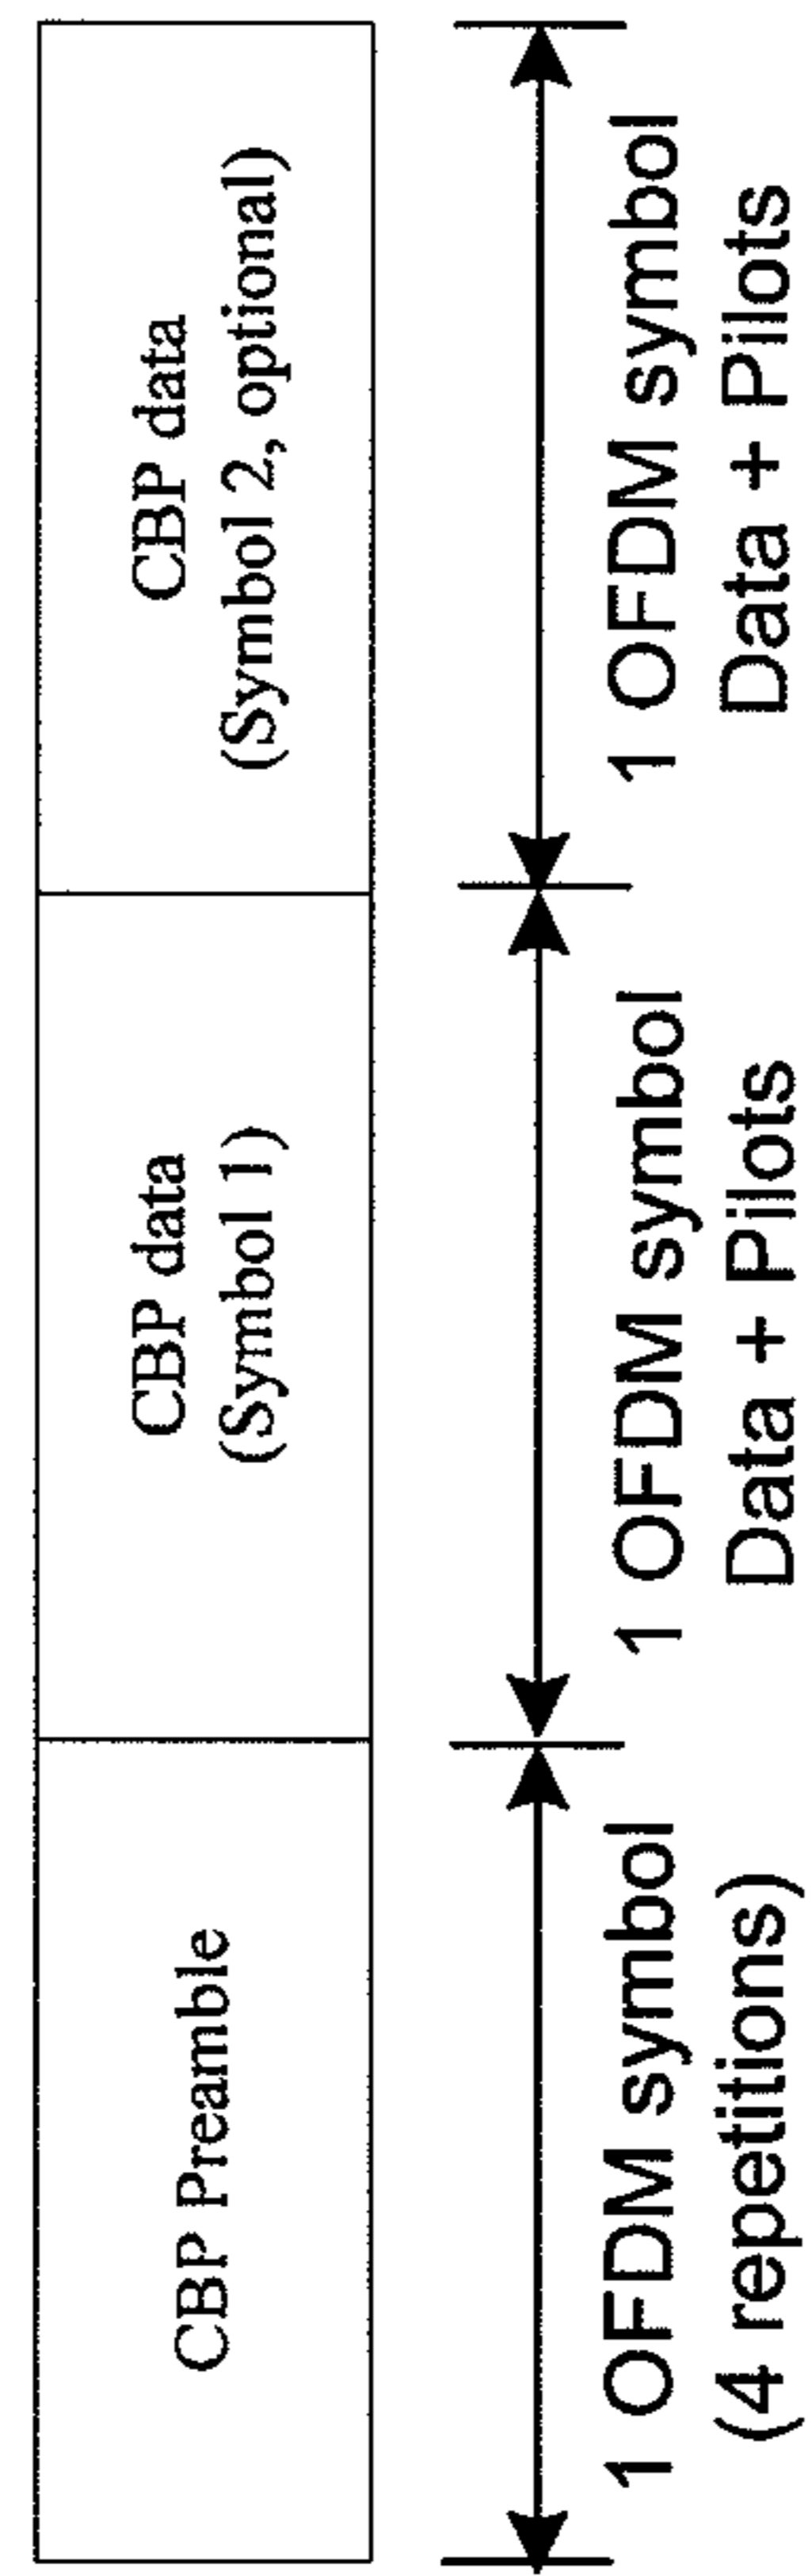 CBP Preamble
CBP data
(Symbol 1)
CBP data
(Symbol 2, optional)
1 OFDM symbol
(4 repetitions)
1 OFDM symbol
Data + Pilots
1 OFDM symbol
Data + Pilots